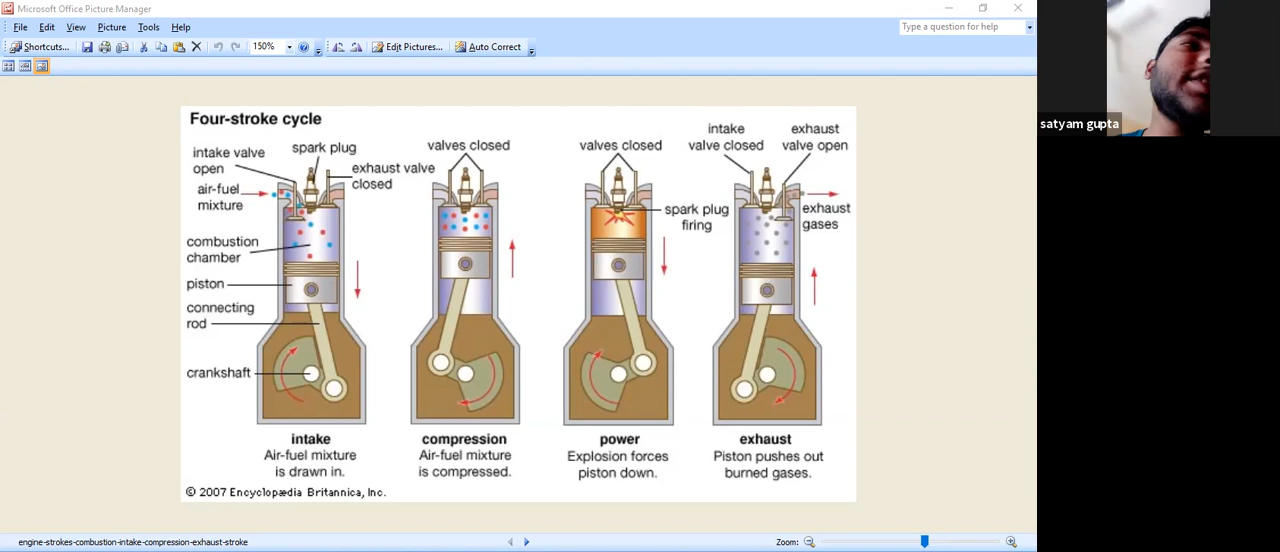 Microsoft Office Picture Manager
File Edit View Picture Tools Help
Type a question for help
Shortcuts...
150%
Edit Pictures...
Auto Correct
satyam gupta
Four-stroke cycle
intake valve
open
spark plug
exhaust valve
closed
air-fuel
mixture
combustion
chamber
piston
connecting
rod
crankshaft
valves closed
valves closed
spark plug
firing
intake
valve closed
exhaust
valve open
exhaust
gases
intake
Air-fuel mixture
is drawn in.
compression
Air-fuel mixture
is compressed.
power
Explosion forces
piston down.
exhaust
Piston pushes out
burned gases.
© 2007 Encyclopædia Britannica, Inc.
engine-strokes-combustion-intake-compression-exhaust-stroke
Zoom: